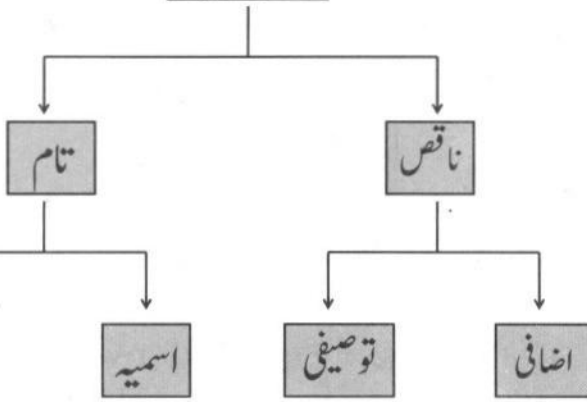 ناقص
تام
اضافی
توصیفی
اسمیہ